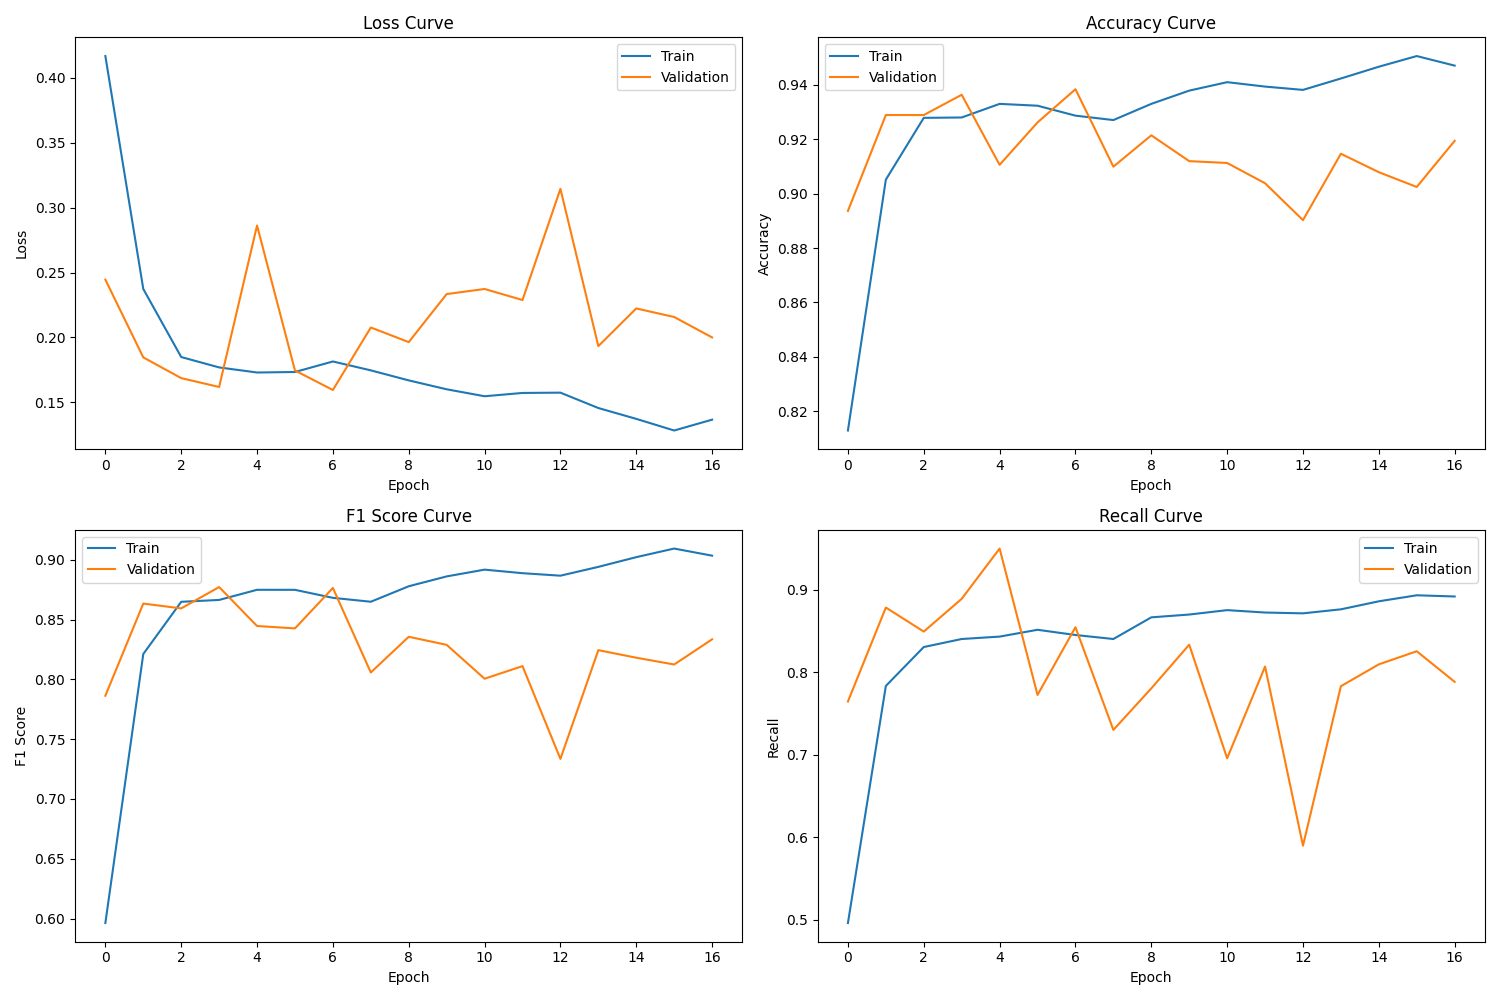 Loss Curve
Train
Validation
0.40
0.35
0.30
0.25
0.20
0.15
Loss
0 2 4 6 8 10 12 14 16
Epoch
Accuracy Curve
Train
Validation
0.94
0.92
0.90
0.88
0.86
0.84
0.82
Accuracy
0 2 4 6 8 10 12 14 16
Epoch
F1 Score Curve
Train
Validation
0.90
0.85
0.80
0.75
0.70
0.65
0.60
F1 Score
0 2 4 6 8 10 12 14 16
Epoch
Recall Curve
Train
Validation
0.9
0.8
0.7
0.6
0.5
Recall
0 2 4 6 8 10 12 14 16
Epoch